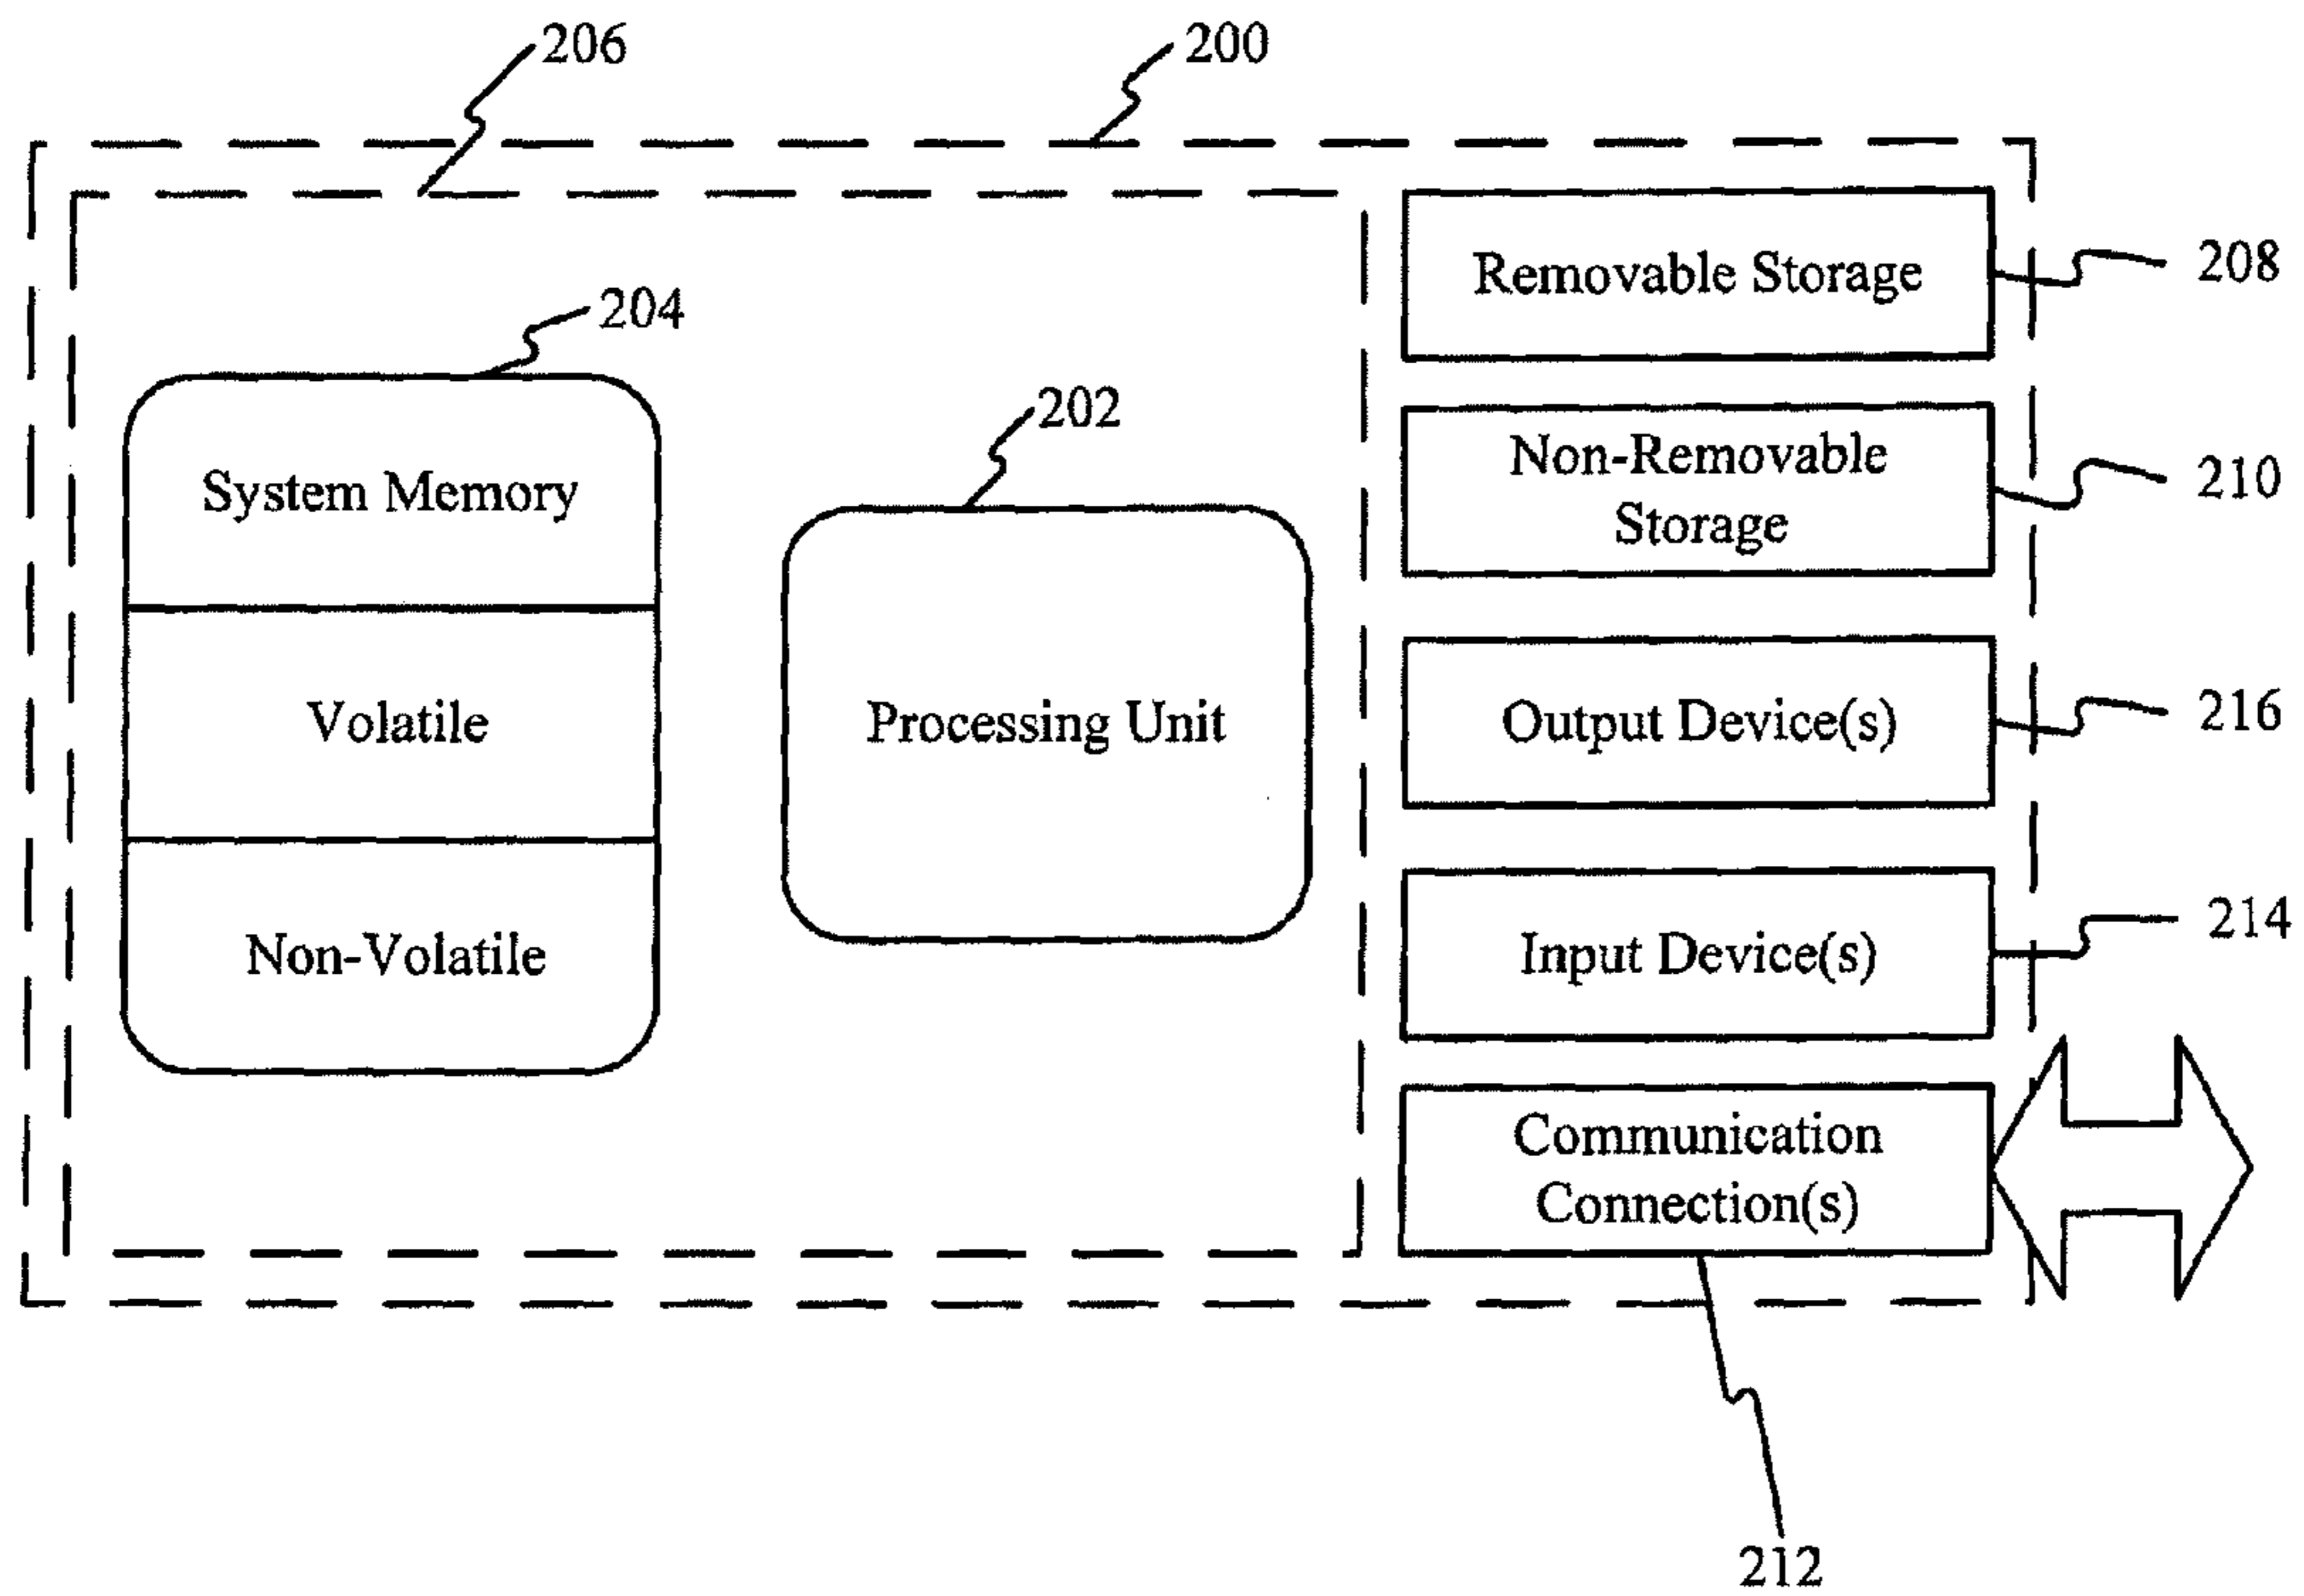 206
200
Removable Storage
208
204
202
System Memory
Non-Removable
Storage
210
Volatile
Processing Unit
Output Device(s)
216
Non-Volatile
Input Device(s)
214
Communication
Connection(s)
212